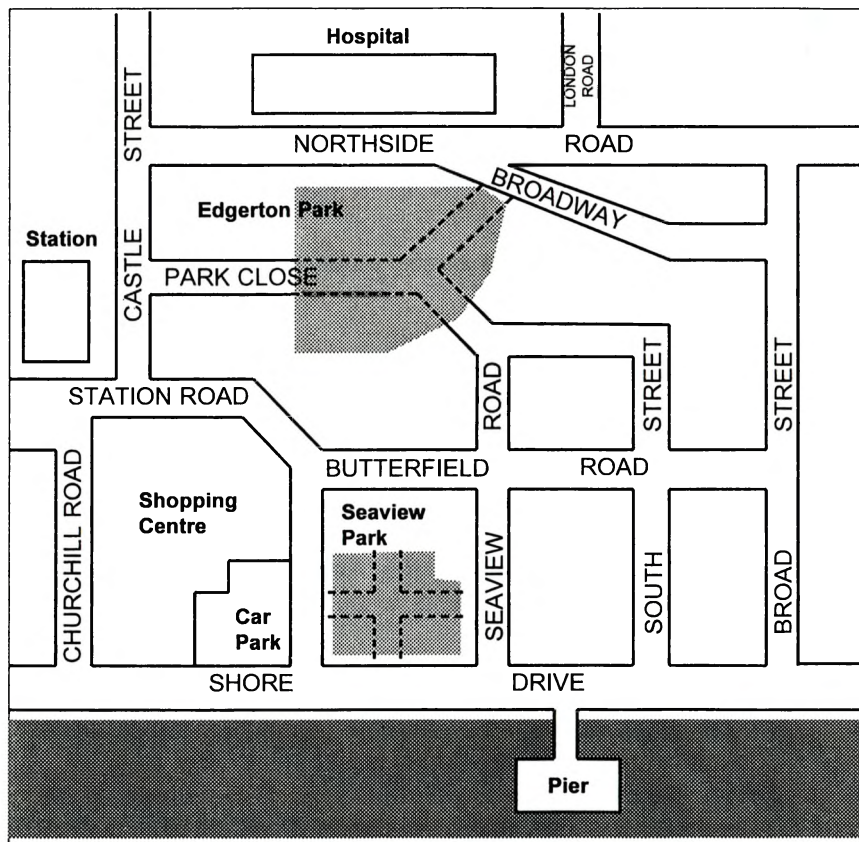 Hospital
LONDON
ROAD
CASTLE STREET
NORTHSIDE ROAD
BROADWAY
Edgerton Park
Station
PARK CLOSE
STATION ROAD
ROAD
STREET
STREET
BUTTERFIELD ROAD
CHURCHILL ROAD
Shopping
Centre
Seaview
Park
SEAVIEW
SOUTH
BROAD
Car
Park
SHORE DRIVE
Pier